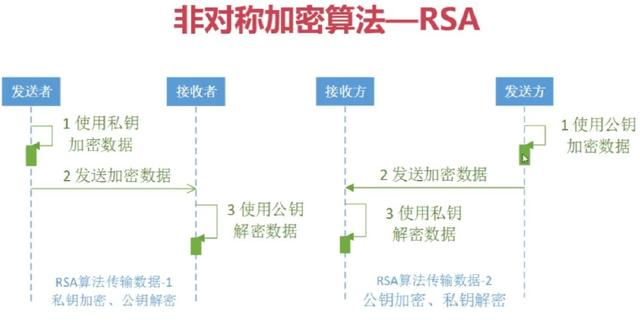 非对称加密算法—RSA
发送者
接收者
接收方
发送方
1 使用私钥
加密数据
2 发送加密数据
3 使用公钥
解密数据
1 使用公钥
加密数据
2 发送加密数据
3 使用私钥
解密数据
RSA算法传输数据-1
私钥加密、公钥解密
RSA算法传输数据-2
公钥加密、私钥解密